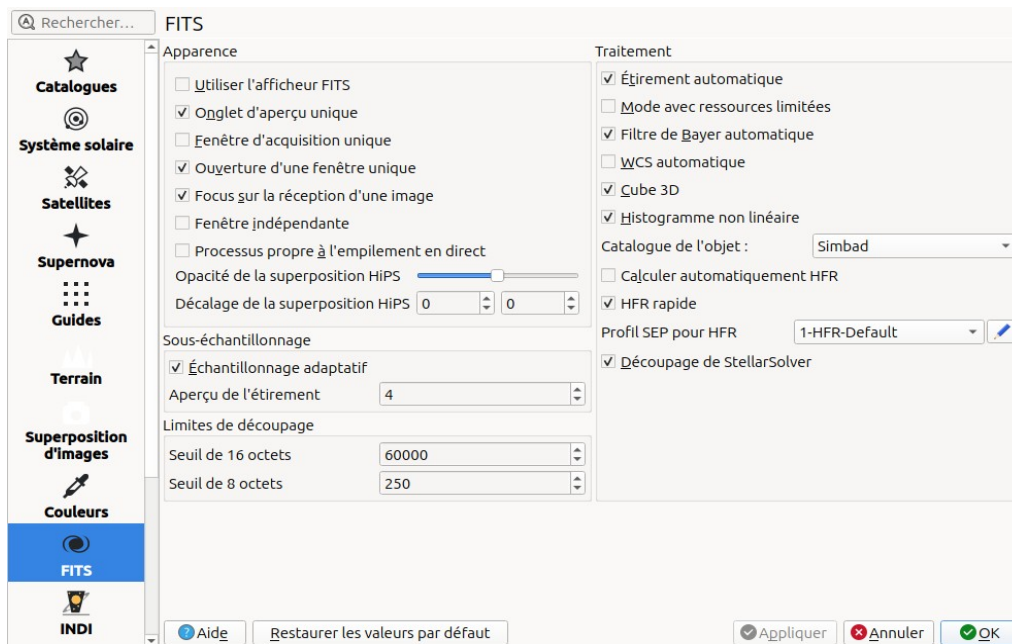 Rechercher...
FITS
Catalogues
Système solaire
Satellites
Supernova
Guides
Terrain
Superposition
d'images
Couleurs
FITS
INDI
Apparence
Utiliser l'afficheur FITS
Onglet d'aperçu unique
Fenêtre d'acquisition unique
Ouverture d'une fenêtre unique
Focus sur la réception d'une image
Fenêtre indépendante
Processus propre à l'empilement en direct
Opacité de la superposition HiPS
Décalage de la superposition HiPS 0 0
Sous-échantillonnage
Échantillonnage adaptatif
Aperçu de l'étirement 4
Limites de découpage
Seuil de 16 octets 60000
Seuil de 8 octets 250
Traitement
Étirement automatique
Mode avec ressources limitées
Filtre de Bayer automatique
WCS automatique
Cube 3D
Histogramme non linéaire
Catalogue de l'objet : Simbad
Calculer automatiquement HFR
HFR rapide
Profil SEP pour HFR 1-HFR-Default
Découpage de StellarSolver
Aide Restaurer les valeurs par défaut Appliquer Annuler OK